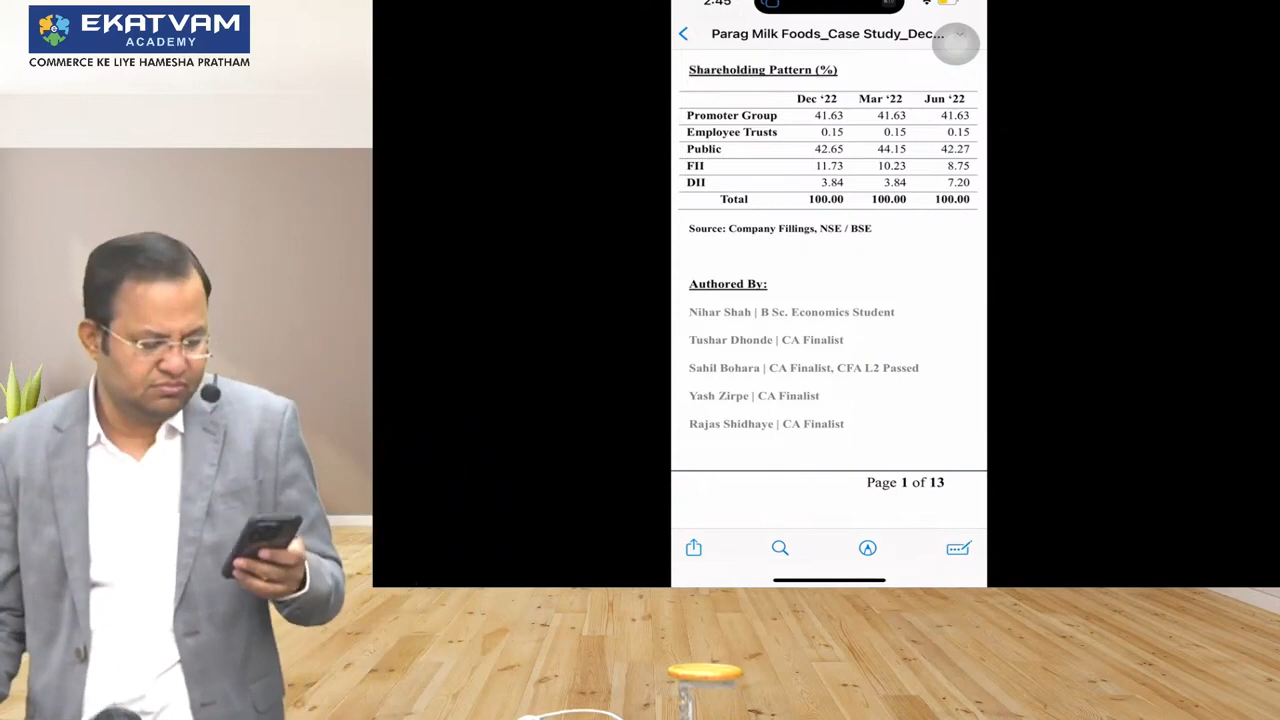 EKATVAM
ACADEMY
COMMERCE KE LIYE HAMESHA PRATHAM
2:45
Parag Milk Foods_Case Study_Dec...
Shareholding Pattern (%)
Dec ‘22 Mar ‘22 Jun ‘22
Promoter Group 41.63 41.63 41.63
Employee Trusts 0.15 0.15 0.15
Public 42.65 44.15 42.27
FII 11.73 10.23 8.75
DII 3.84 3.84 7.20
Total 100.00 100.00 100.00
Source: Company Fillings, NSE / BSE
Authored By:
Nihar Shah | B Sc. Economics Student
Tushar Dhonde | CA Finalist
Sahil Bohara | CA Finalist, CFA L2 Passed
Yash Zirpe | CA Finalist
Rajas Shidhaye | CA Finalist
Page 1 of 13